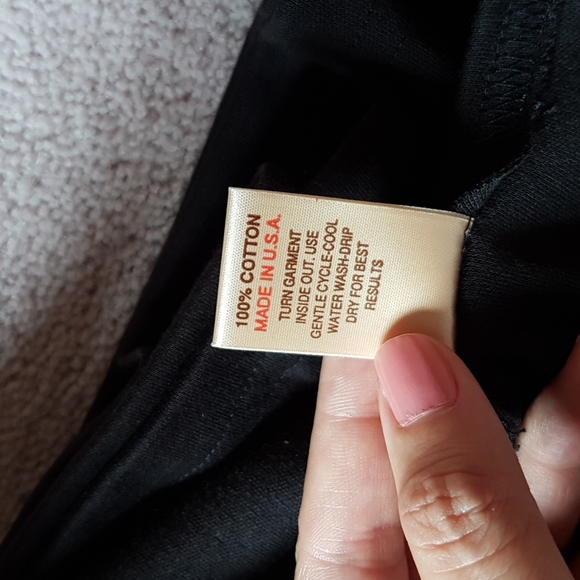 100% COTTON
MADE IN U.S.A.
TURN GARMENT
INSIDE OUT. USE
GENTLE CYCLE-COOL
WATER WASH-DRIP
DRY FOR BEST
RESULTS